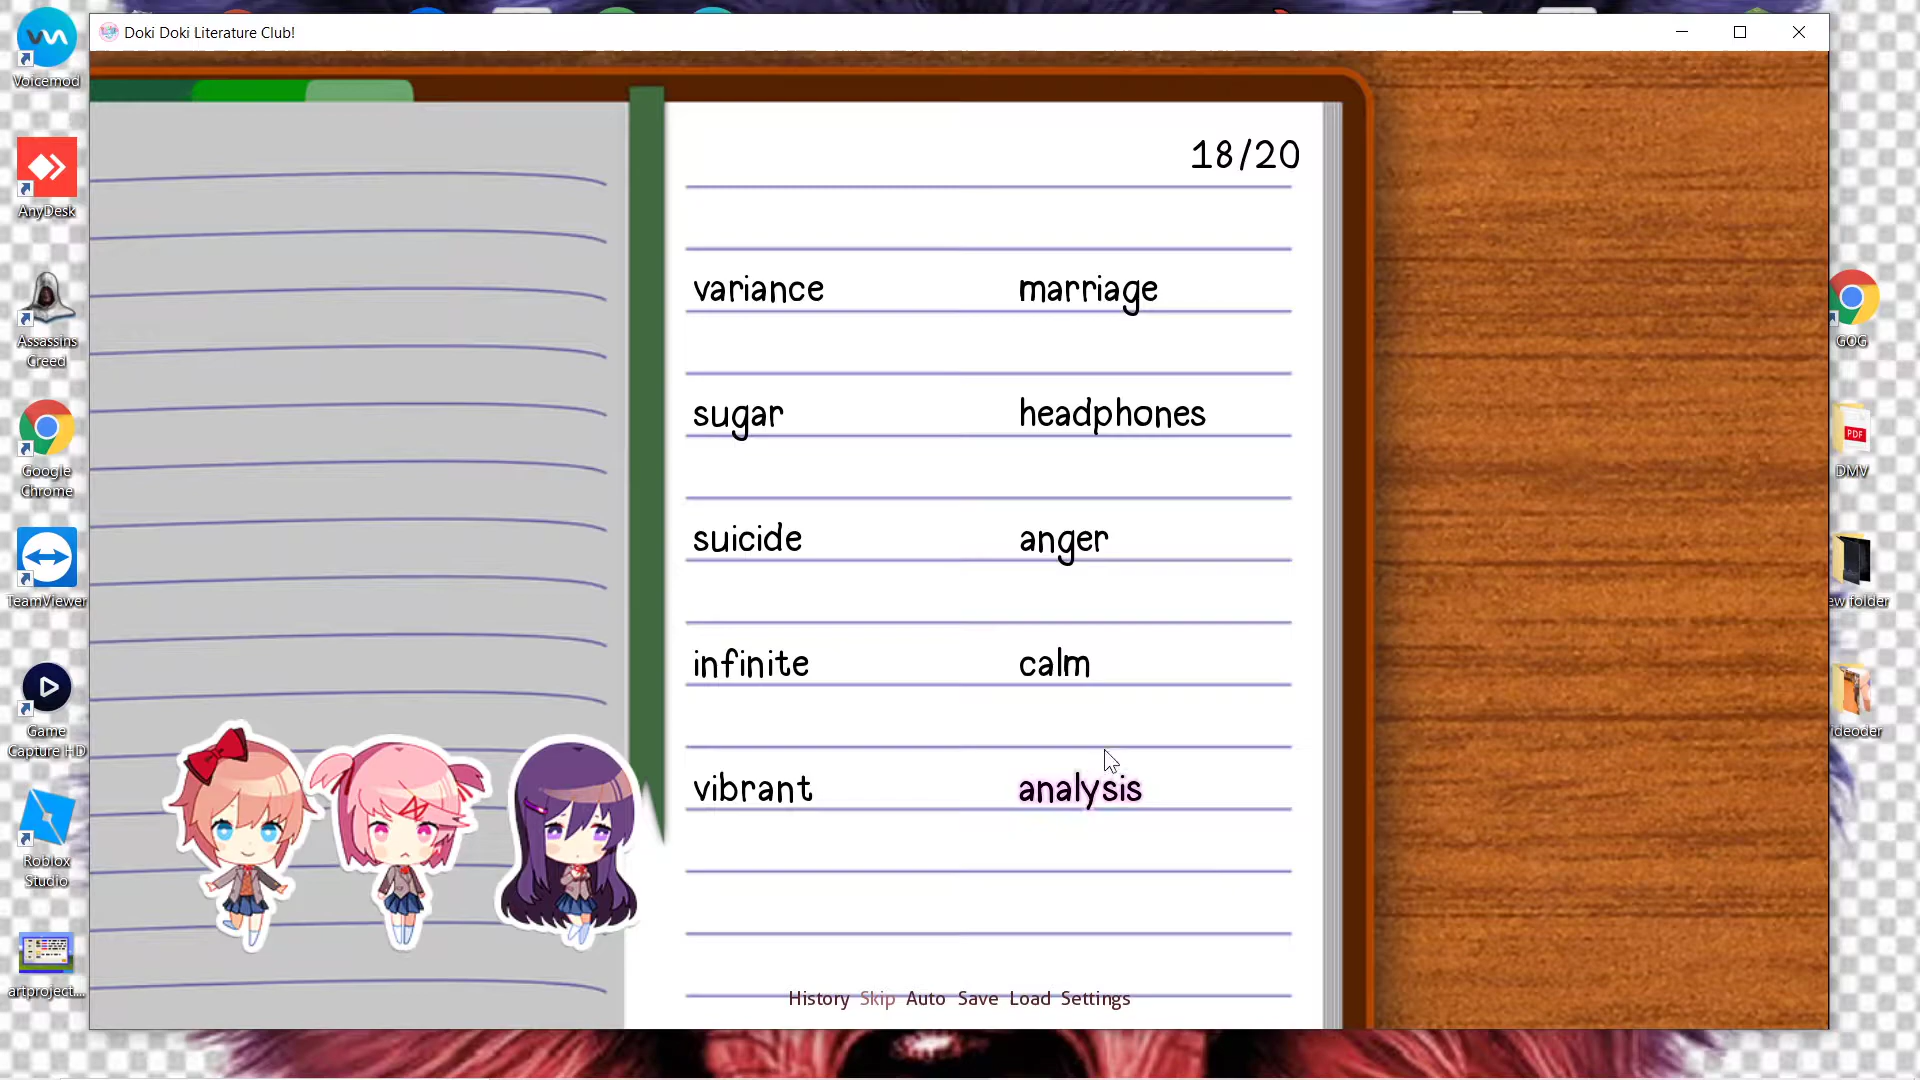 Doki Doki Literature Club!
Voicemod
AnyDesk
Assassins
Creed
Google
Chrome
TeamViewer
Game
Capture HD
Roblox
Studio
artproject....
18/20
variance marriage
sugar headphones
suicide anger
infinite calm
vibrant analysis
History Skip Auto Save Load Settings
GOG
PDF
DMV
ew folder
ideoder